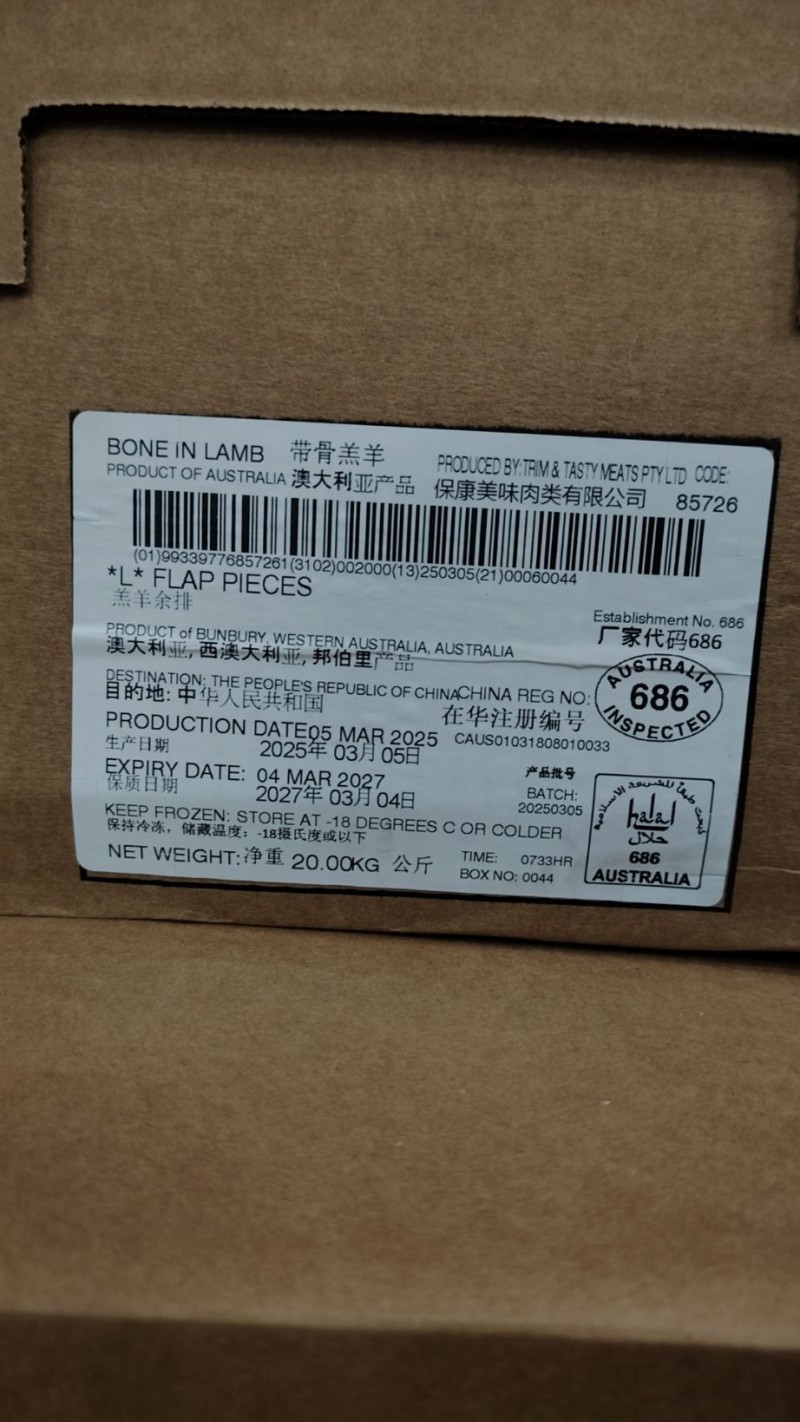 BONE IN LAMB 带骨羔羊
PRODUCT OF AUSTRALIA 澳大利亚产品
PRODUCED BY:TRIM & TASTY MEATS PTY LTD CODE:
保康美味肉类有限公司 85726
(01)99339776857261(3102)002000(13)250305(21)00060044
*L* FLAP PIECES
羔羊余排
Establishment No. 686
厂家代码686
PRODUCT of BUNBURY, WESTERN AUSTRALIA, AUSTRALIA
澳大利亚, 西澳大利亚, 邦伯里产品
DESTINATION: THE PEOPLE'S REPUBLIC OF CHINA
目的地: 中华人民共和国
CHINA REG NO:
在华注册编号
CAUS01031808010033
AUSTRALIA
686
INSPECTED
PRODUCTION DATE05 MAR 2025
生产日期 2025年 03月 05日
EXPIRY DATE: 04 MAR 2027
保质日期 2027年 03月 04日
产品批号
BATCH:
20250305
KEEP FROZEN: STORE AT -18 DEGREES C OR COLDER
保持冷冻, 储藏温度: -18摄氏度或以下
NET WEIGHT:净重 20.00KG 公斤
TIME: 0733HR
BOX NO: 0044
halal
حلال
686
AUSTRALIA